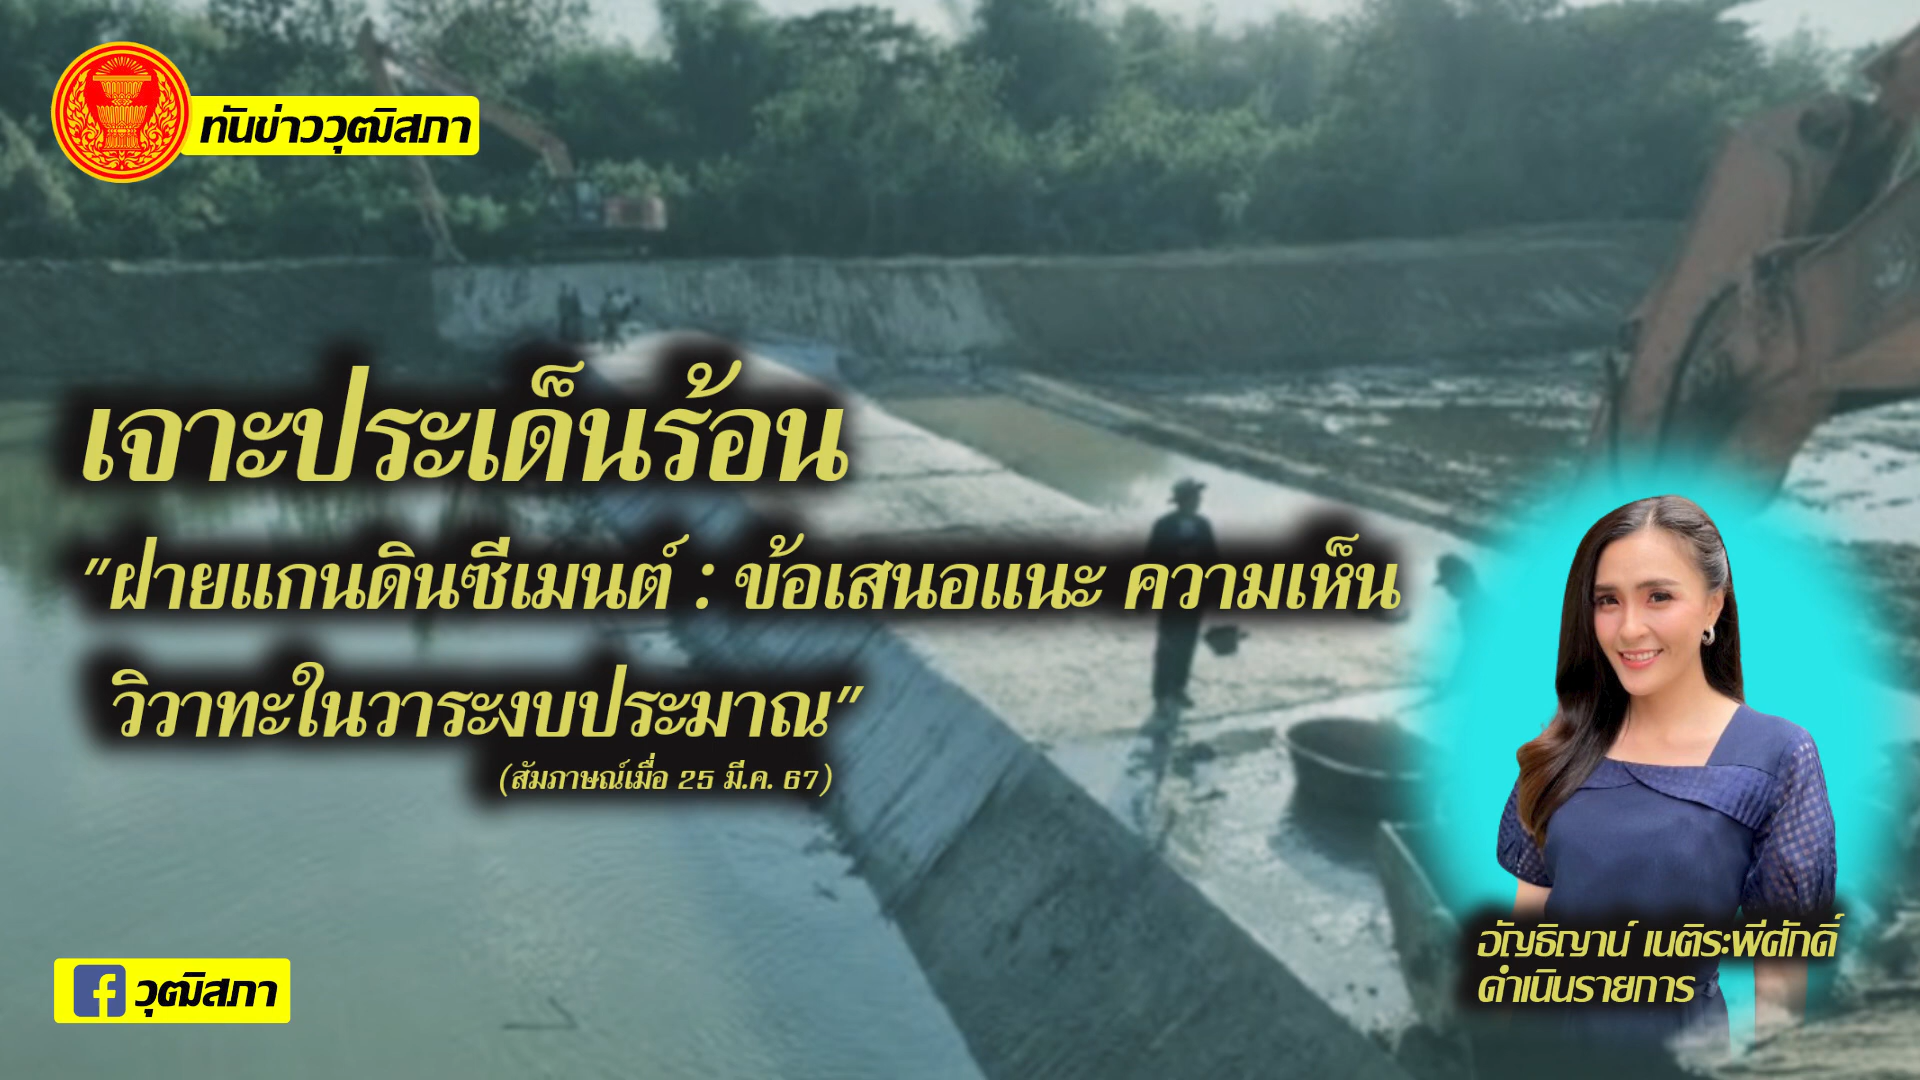 ทันข่าววุฒิสภา
เจาะประเด็นร้อน
"ฝายแกนดินซีเมนต์ : ข้อเสนอแนะ ความเห็น
วิวาทะในวาระงบประมาณ"
(สัมภาษณ์เมื่อ 25 มี.ค. 67)
อัญธิญาน์ เนติระพีศักดิ์
ดำเนินรายการ
วุฒิสภา